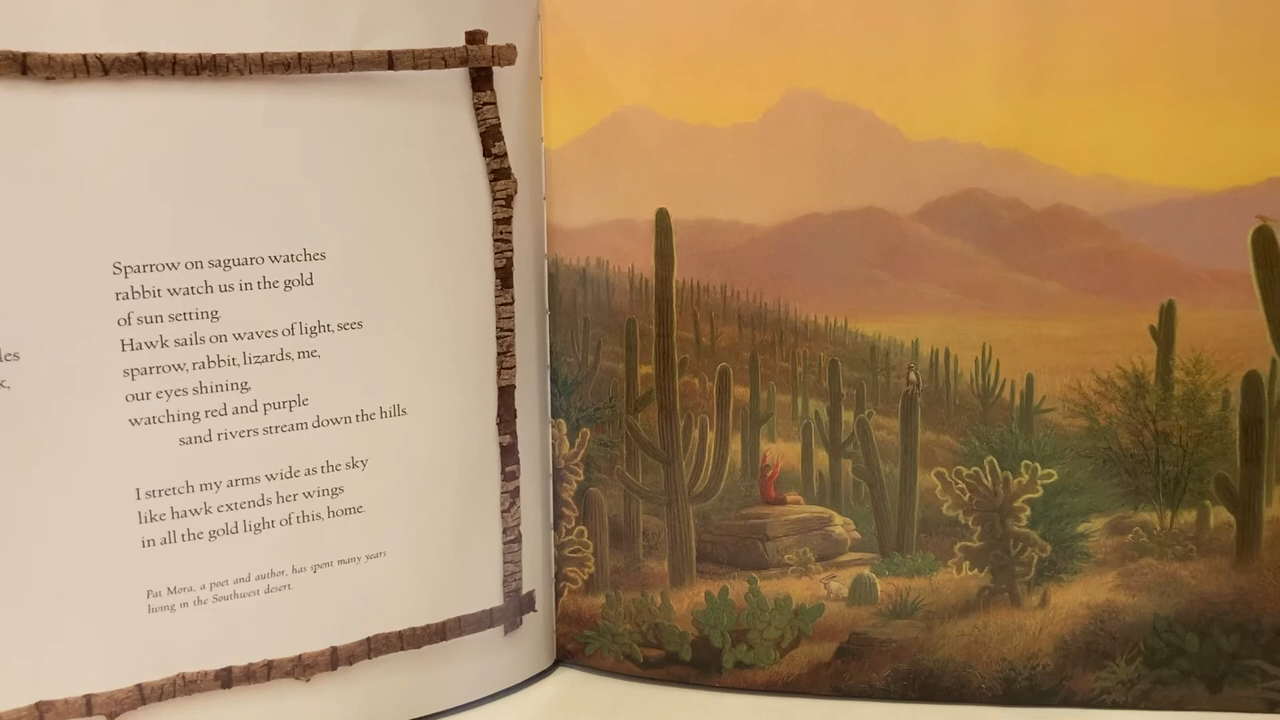 Sparrow on saguaro watches
rabbit watch us in the gold
of sun setting.
Hawk sails on waves of light, sees
sparrow, rabbit, lizards, me,
our eyes shining,
watching red and purple
sand rivers stream down the hills.
I stretch my arms wide as the sky
like hawk extends her wings
in all the gold light of this, home.
Pat Mora, a poet and author, has spent many years
living in the Southwest desert.